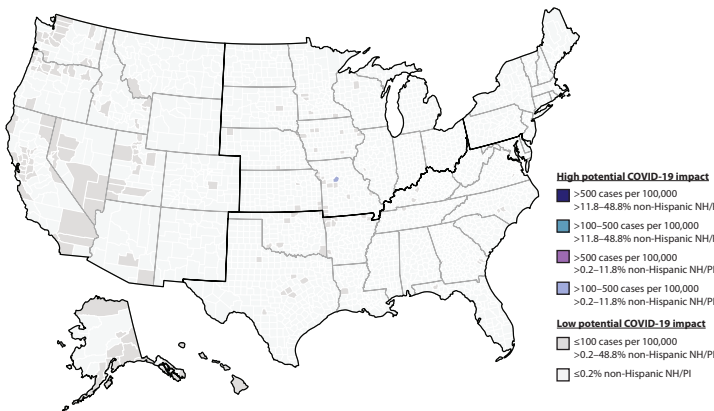 High potential COVID-19 impact
>500 cases per 100,000
>11.8–48.8% non-Hispanic NH/
>100–500 cases per 100,000
>11.8–48.8% non-Hispanic NH/
>500 cases per 100,000
>0.2–11.8% non-Hispanic NH/PI
>100–500 cases per 100,000
>0.2–11.8% non-Hispanic NH/PI
Low potential COVID-19 impact
≤100 cases per 100,000
>0.2–48.8% non-Hispanic NH/PI
≤0.2% non-Hispanic NH/PI